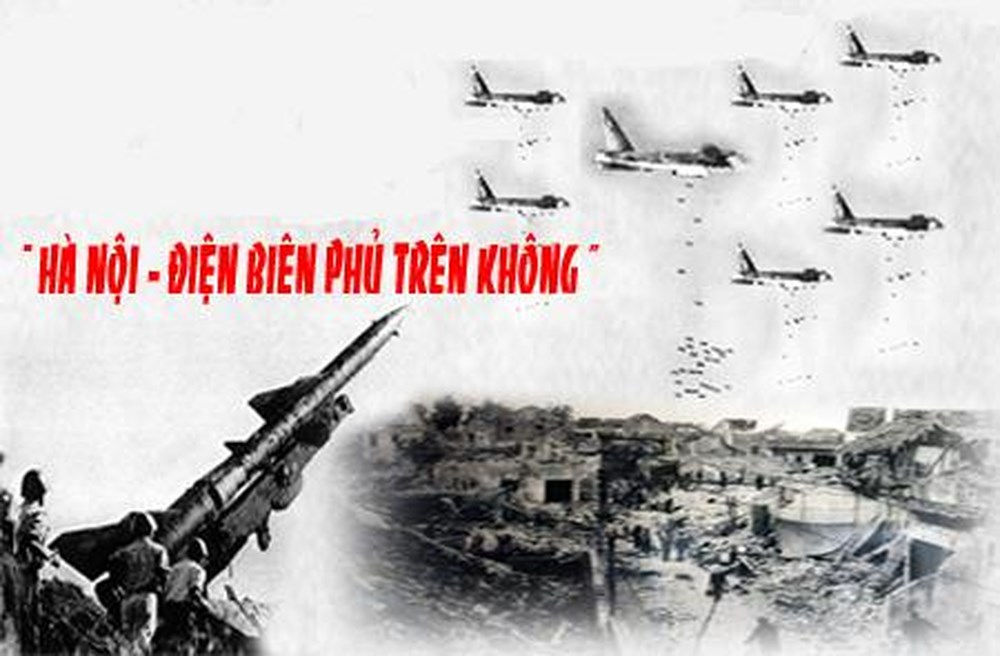 "HÀ NỘI - ĐIỆN BIÊN PHỦ TRÊN KHÔNG"